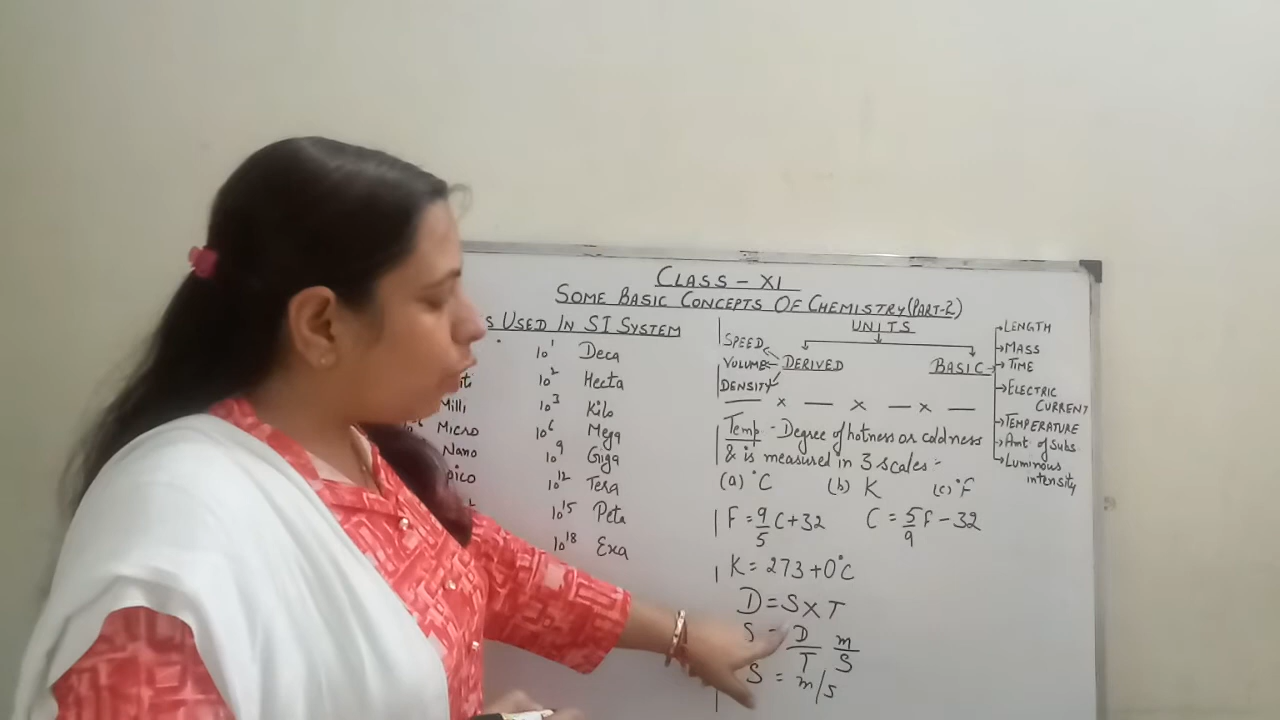 CLASS - XI
SOME BASIC CONCEPTS OF CHEMISTRY (PART-2)
USED IN SI SYSTEM
10¹ Deca
10² Hecta
Milli 10³ Kilo
Micro 10⁶ Mega
Nano 10⁹ Giga
pico 10¹² Tera
10¹⁵ Peta
10¹⁸ Exa
UNITS
SPEED
VOLUME DERIVED
DENSITY
BASIC
LENGTH
MASS
TIME
ELECTRIC
CURRENT
TEMPERATURE
Amt of Subs
Luminous
intensity
Temp - Degree of hotness or coldness
& is measured in 3 scales :-
(a) °C (b) K (c) °F
F = 9/5 C + 32 C = 5/9 F - 32
K = 273 + 0°C
D = S X T
S = D/T m/S
S = m/s